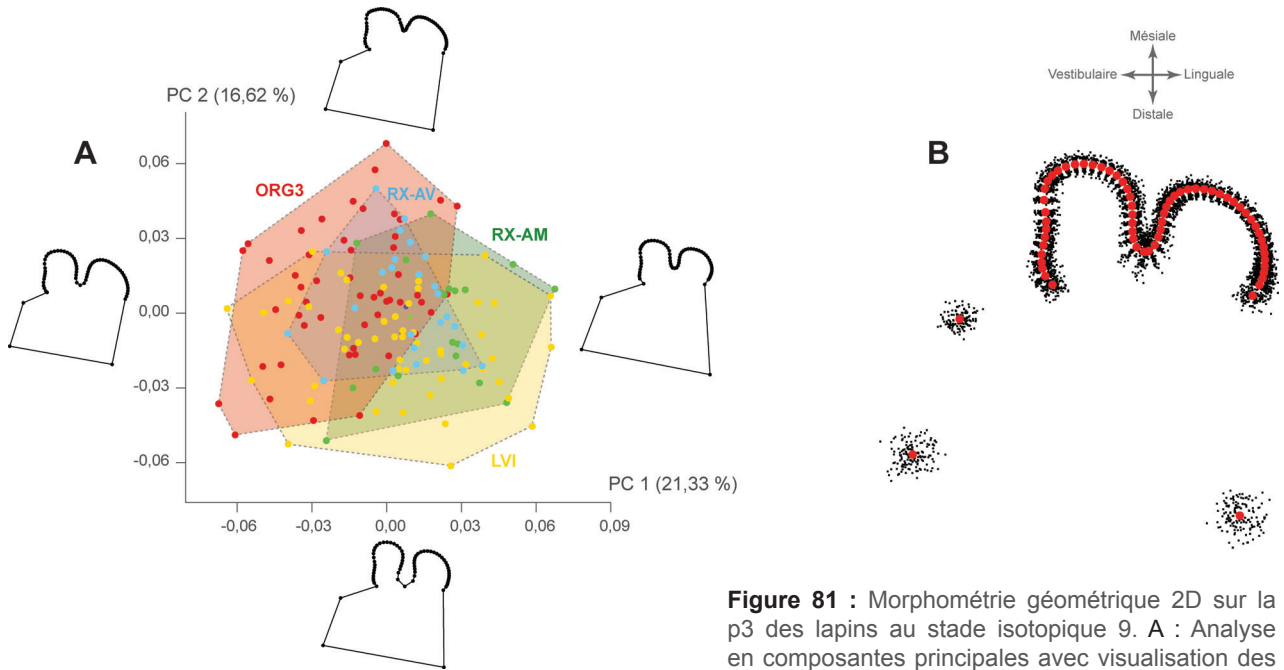 PC 2 (16,62 %)
A
0,06
0,03
0,00
-0,03
-0,06
ORG3
RX-AV
RX-AM
LVI
PC 1 (21,33 %)
-0,06
-0,03
0,00
0,03
0,06
0,09
Mésiale
Vestibulaire
Linguale
Distale
B
Figure 81 : Morphométrie géométrique 2D sur la
p3 des lapins au stade isotopique 9. A : Analyse
en composantes principales avec visualisation des